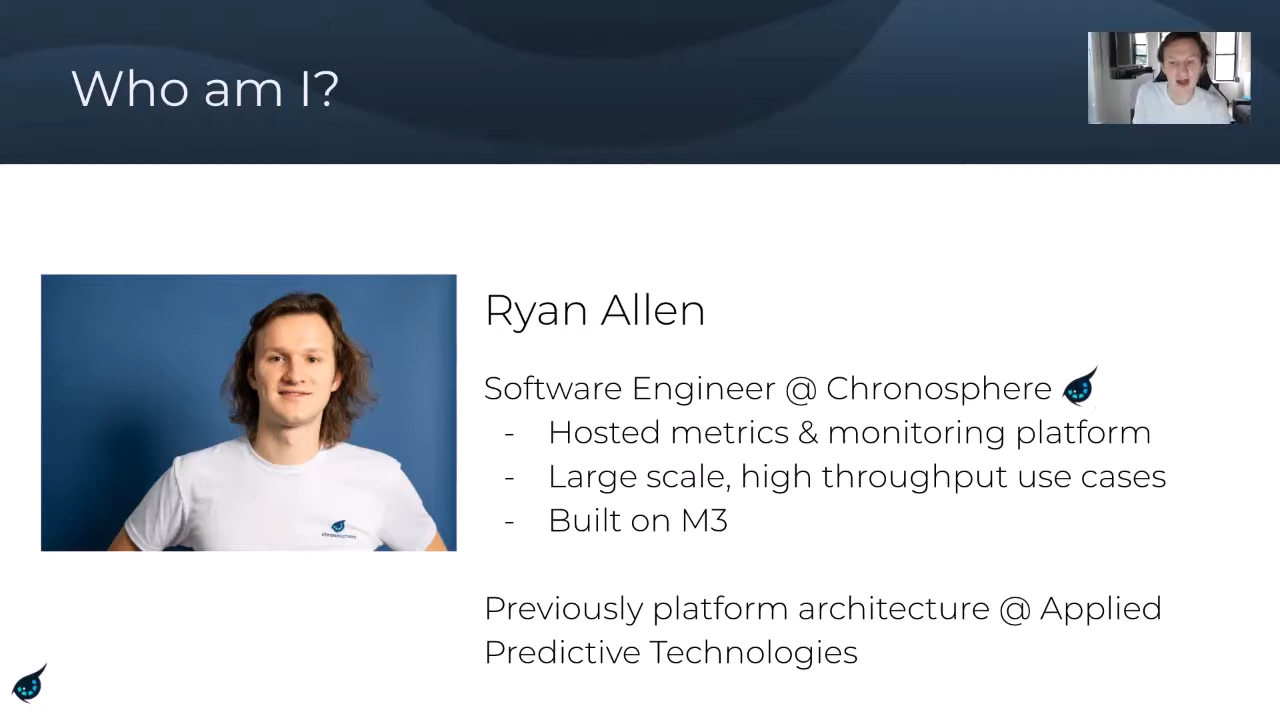 Who am I?
Ryan Allen
Software Engineer @ Chronosphere
- Hosted metrics & monitoring platform
- Large scale, high throughput use cases
- Built on M3
Previously platform architecture @ Applied
Predictive Technologies
chronosphere